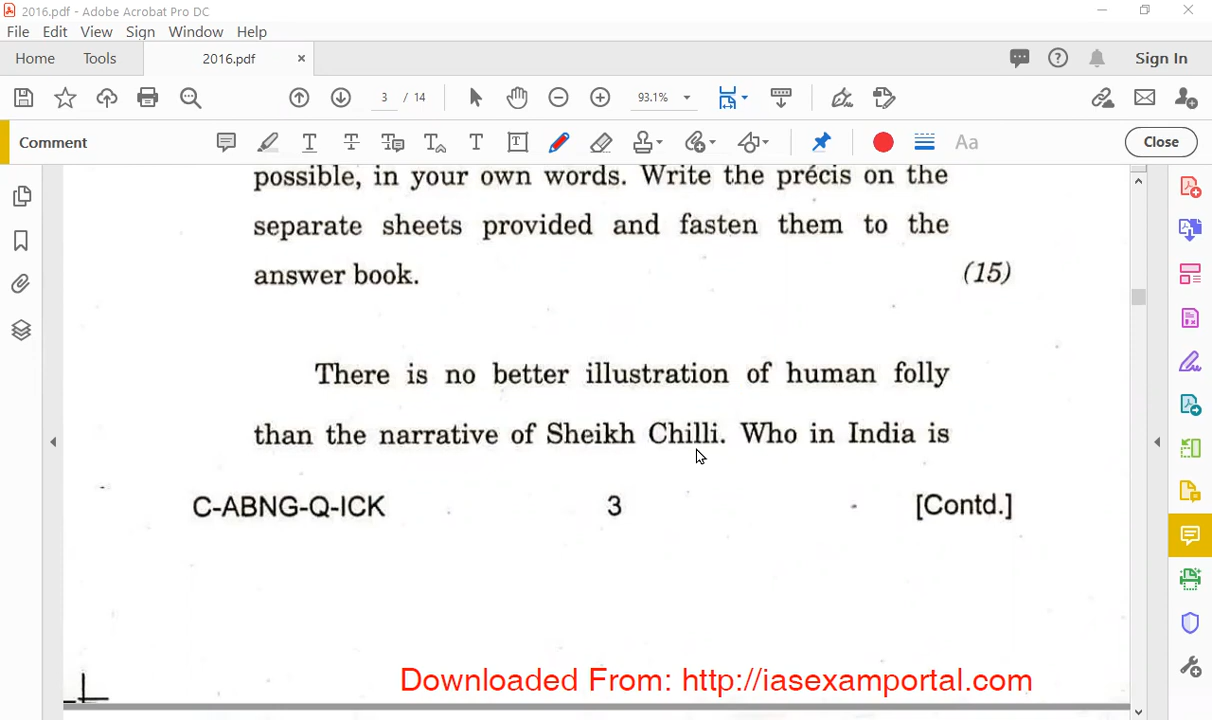 2016.pdf - Adobe Acrobat Pro DC
File Edit View Sign Window Help
Home Tools 2016.pdf × Sign In
3 / 14 93.1%
Comment T T T T T Aa Close
possible, in your own words. Write the précis on the
separate sheets provided and fasten them to the
answer book. (15)
There is no better illustration of human folly
than the narrative of Sheikh Chilli. Who in India is
C-ABNG-Q-ICK 3 [Contd.]
Downloaded From: http://iasexamportal.com